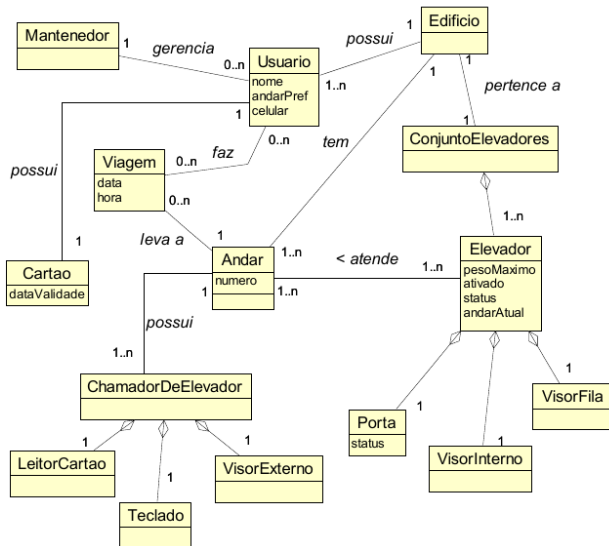 Mantenedor
1
gerencia
0..n
Usuario
nome
andarPref
celular
possui
1
1..n
Edificio
1
1
pertence a
1
ConjuntoElevadores
1..n
1
possui
1
Cartao
dataValidade
Viagem
data
hora
0..n
faz
0..n
0..n
leva a
1
tem
1..n
Andar
numero
1
1..n
< atende
1..n
Elevador
pesoMaximo
ativado
status
andarAtual
possui
1..n
ChamadorDeElevador
1
LeitorCartao
1
Teclado
1
VisorExterno
1
Porta
status
1
VisorInterno
1
VisorFila